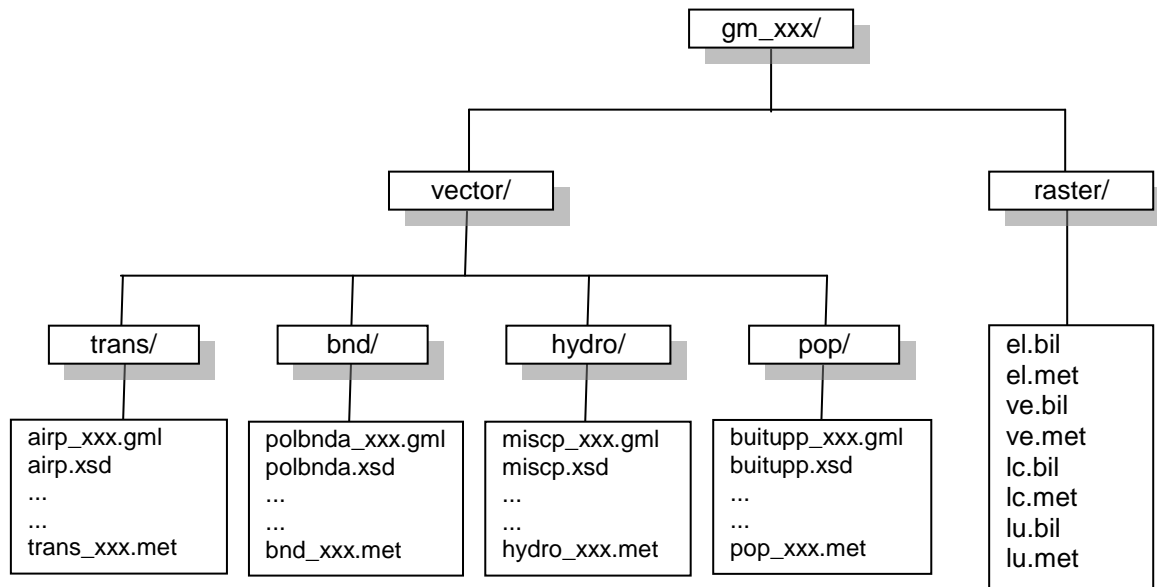 gm_xxx/
vector/
raster/
trans/
bnd/
hydro/
pop/
airp_xxx.gml
airp.xsd
...
...
trans_xxx.met
polbnda_xxx.gml
polbnda.xsd
...
...
bnd_xxx.met
miscp_xxx.gml
miscp.xsd
...
...
hydro_xxx.met
buitupp_xxx.gml
buitupp.xsd
...
...
pop_xxx.met
el.bil
el.met
ve.bil
ve.met
lc.bil
lc.met
lu.bil
lu.met